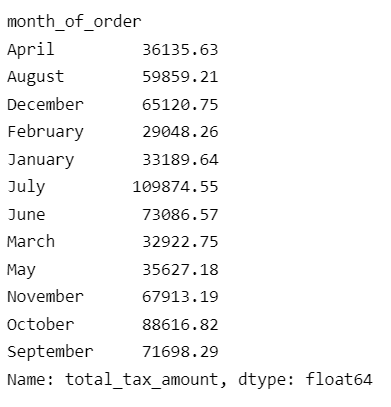 month_of_order
April 36135.63
August 59859.21
December 65120.75
February 29048.26
January 33189.64
July 109874.55
June 73086.57
March 32922.75
May 35627.18
November 67913.19
October 88616.82
September 71698.29
Name: total_tax_amount, dtype: float64